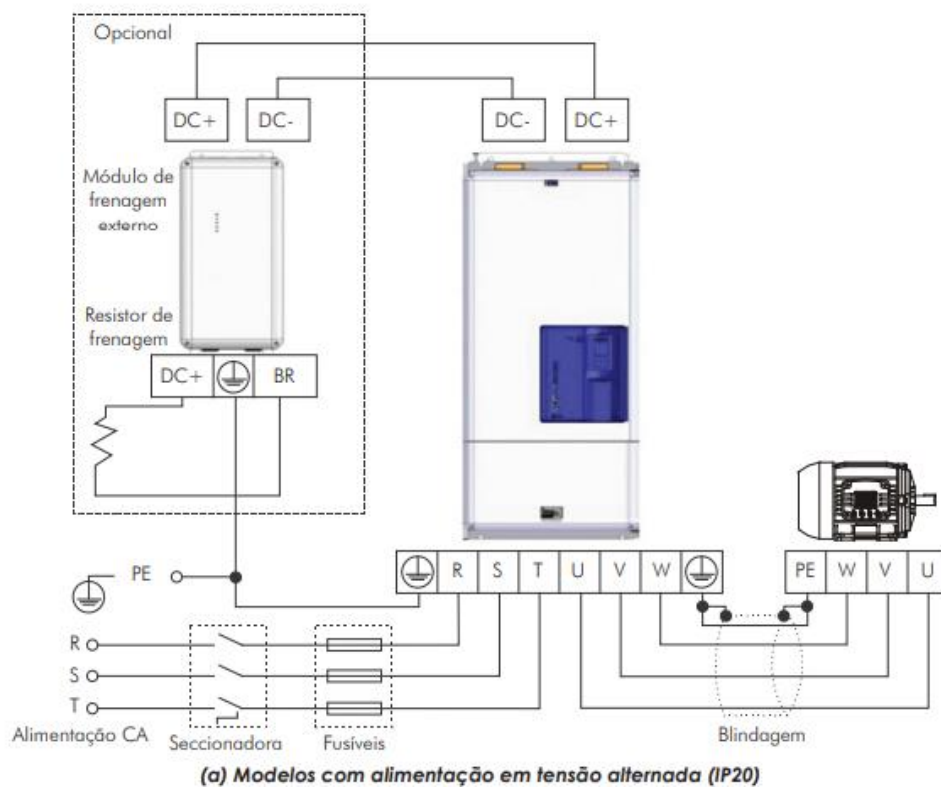 Opcional
DC+ DC- DC- DC+
Módulo de
frenagem
externo
Resistor de
frenagem
DC+ BR
PE
R S T U V W
PE W V U
R
S
T
Alimentação CA
Seccionadora
Fusíveis
Blindagem
(a) Modelos com alimentação em tensão alternada (IP20)